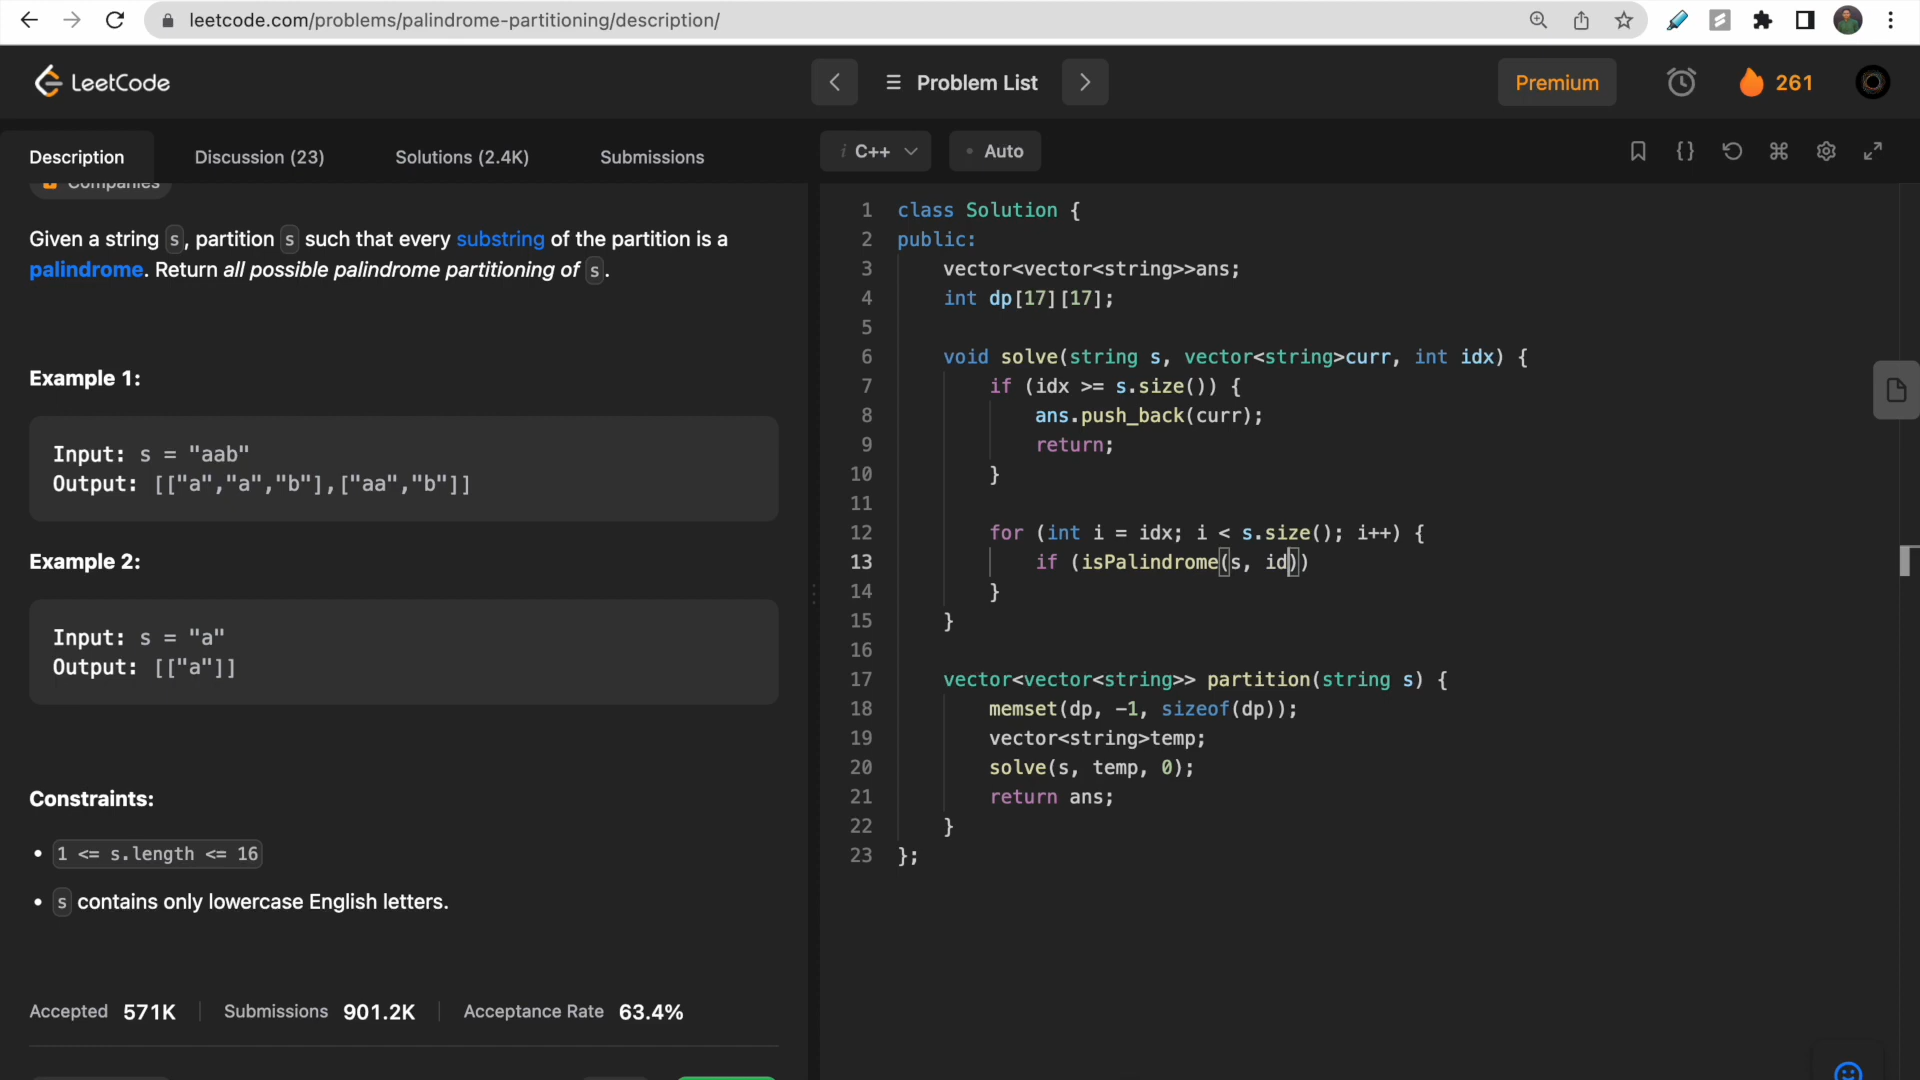 leetcode.com/problems/palindrome-partitioning/description/
LeetCode
Problem List
Premium
261
Description
Discussion (23)
Solutions (2.4K)
Submissions
i C++
Auto
Companies
Given a string s, partition s such that every substring of the partition is a
palindrome. Return all possible palindrome partitioning of s.
Example 1:
Input: s = "aab"
Output: [["a","a","b"],["aa","b"]]
Example 2:
Input: s = "a"
Output: [["a"]]
Constraints:
• 1 <= s.length <= 16
• s contains only lowercase English letters.
Accepted 571K
Submissions 901.2K
Acceptance Rate 63.4%
1 class Solution {
2 public:
3 vector<vector<string>>ans;
4 int dp[17][17];
5
6 void solve(string s, vector<string>curr, int idx) {
7 if (idx >= s.size()) {
8 ans.push_back(curr);
9 return;
10 }
11
12 for (int i = idx; i < s.size(); i++) {
13 if (isPalindrome(s, id))
14 }
15 }
16
17 vector<vector<string>> partition(string s) {
18 memset(dp, -1, sizeof(dp));
19 vector<string>temp;
20 solve(s, temp, 0);
21 return ans;
22 }
23 };